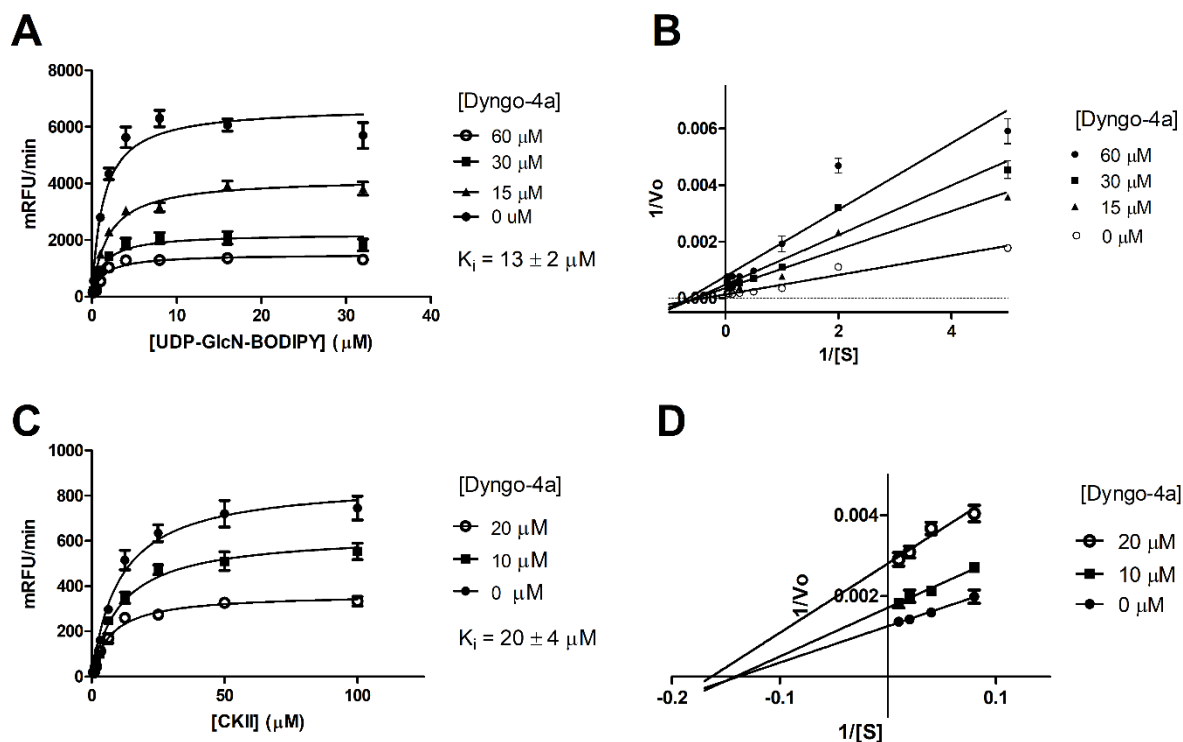 A
8000
6000
4000
2000
0
mRFU/min
0
10
20
30
40
[UDP-GlcN-BODIPY] (μM)
[Dyngo-4a]
60 μM
30 μM
15 μM
0 uM
Ki = 13 ± 2 μM
B
0.006
0.004
0.002
0.000
1/Vo
0
2
4
1/[S]
[Dyngo-4a]
60 μM
30 μM
15 μM
0 μM
C
1000
800
600
400
200
0
mRFU/min
0
50
100
[CKII] (μM)
[Dyngo-4a]
20 μM
10 μM
0 μM
Ki = 20 ± 4 μM
D
0.004
0.002
1/Vo
-0.2
-0.1
0.1
1/[S]
[Dyngo-4a]
20 μM
10 μM
0 μM